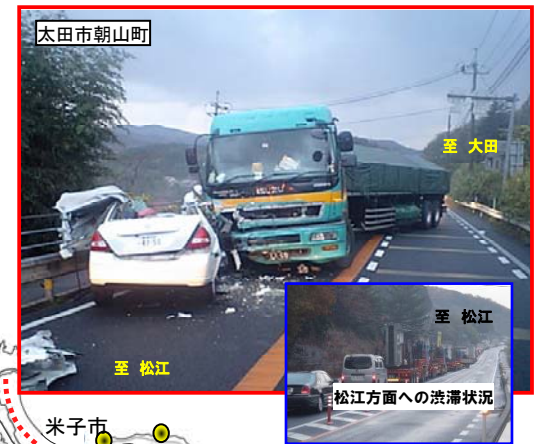 太田市朝山町
至 大田
至 松江
至 松江
松江方面への渋滞状況
米子市